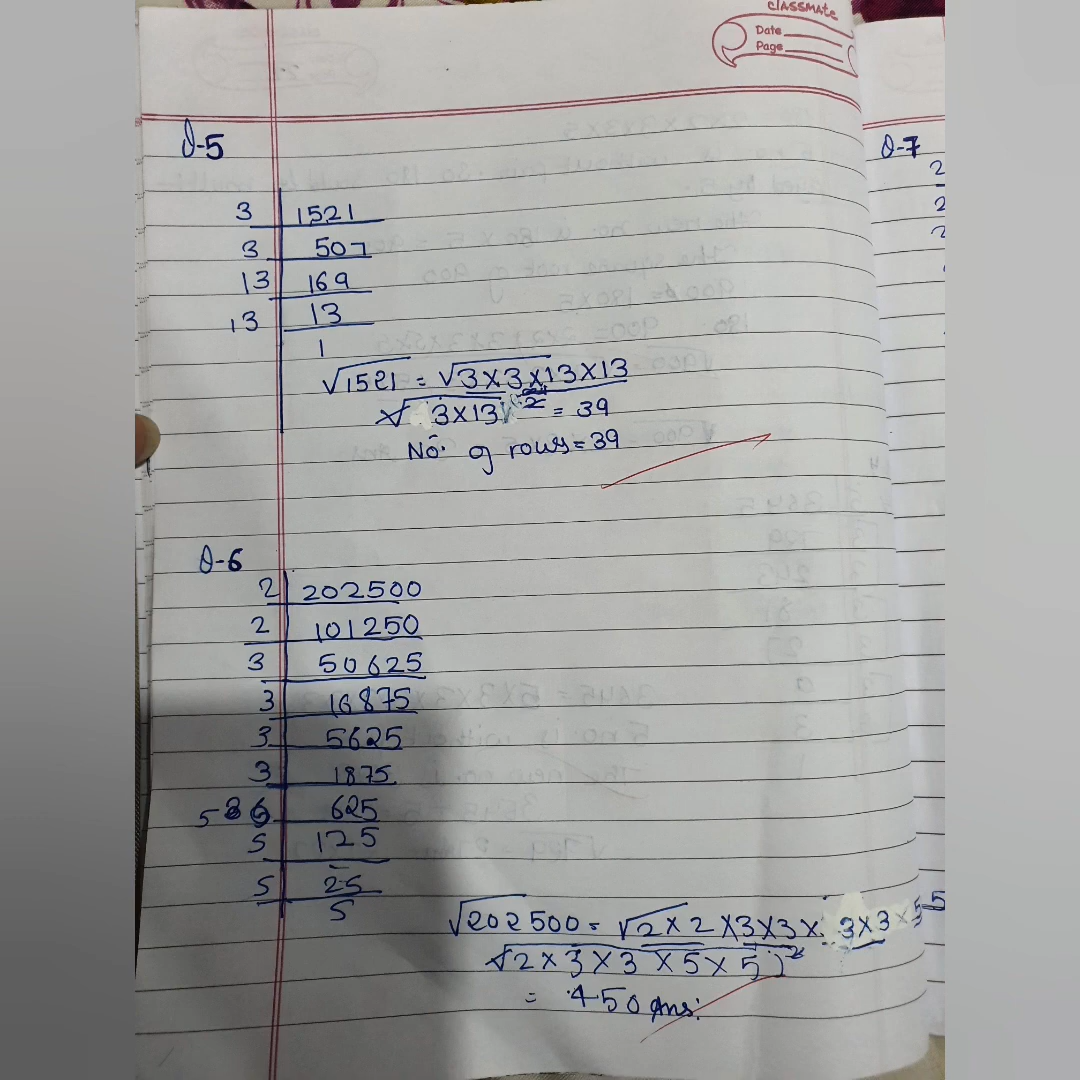 classmate
Date
Page
Q-5
3 | 1521
3 | 507
13 | 169
13 | 13
1
√1521 = √3×3×13×13
√ 3×13 2 = 39
No. of rows = 39
Q-6
2 | 202500
2 | 101250
3 | 50625
3 | 16875
3 | 5625
3 | 1875
5 | 625
5 | 125
5 | 25
5
√202500 = √2×2×3×3×3×3×5
√2×3×3×5×5)²
= 450 Ans.
Q-7
2
2
2